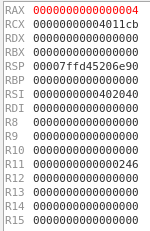 RAX 0000000000000004
RCX 00000000004011cb
RDX 0000000000000000
RBX 0000000000000000
RSP 00007ffd45206e90
RBP 0000000000000000
RSI 0000000000402040
RDI 0000000000000000
R8 0000000000000000
R9 0000000000000000
R10 0000000000000000
R11 0000000000000246
R12 0000000000000000
R13 0000000000000000
R14 0000000000000000
R15 0000000000000000